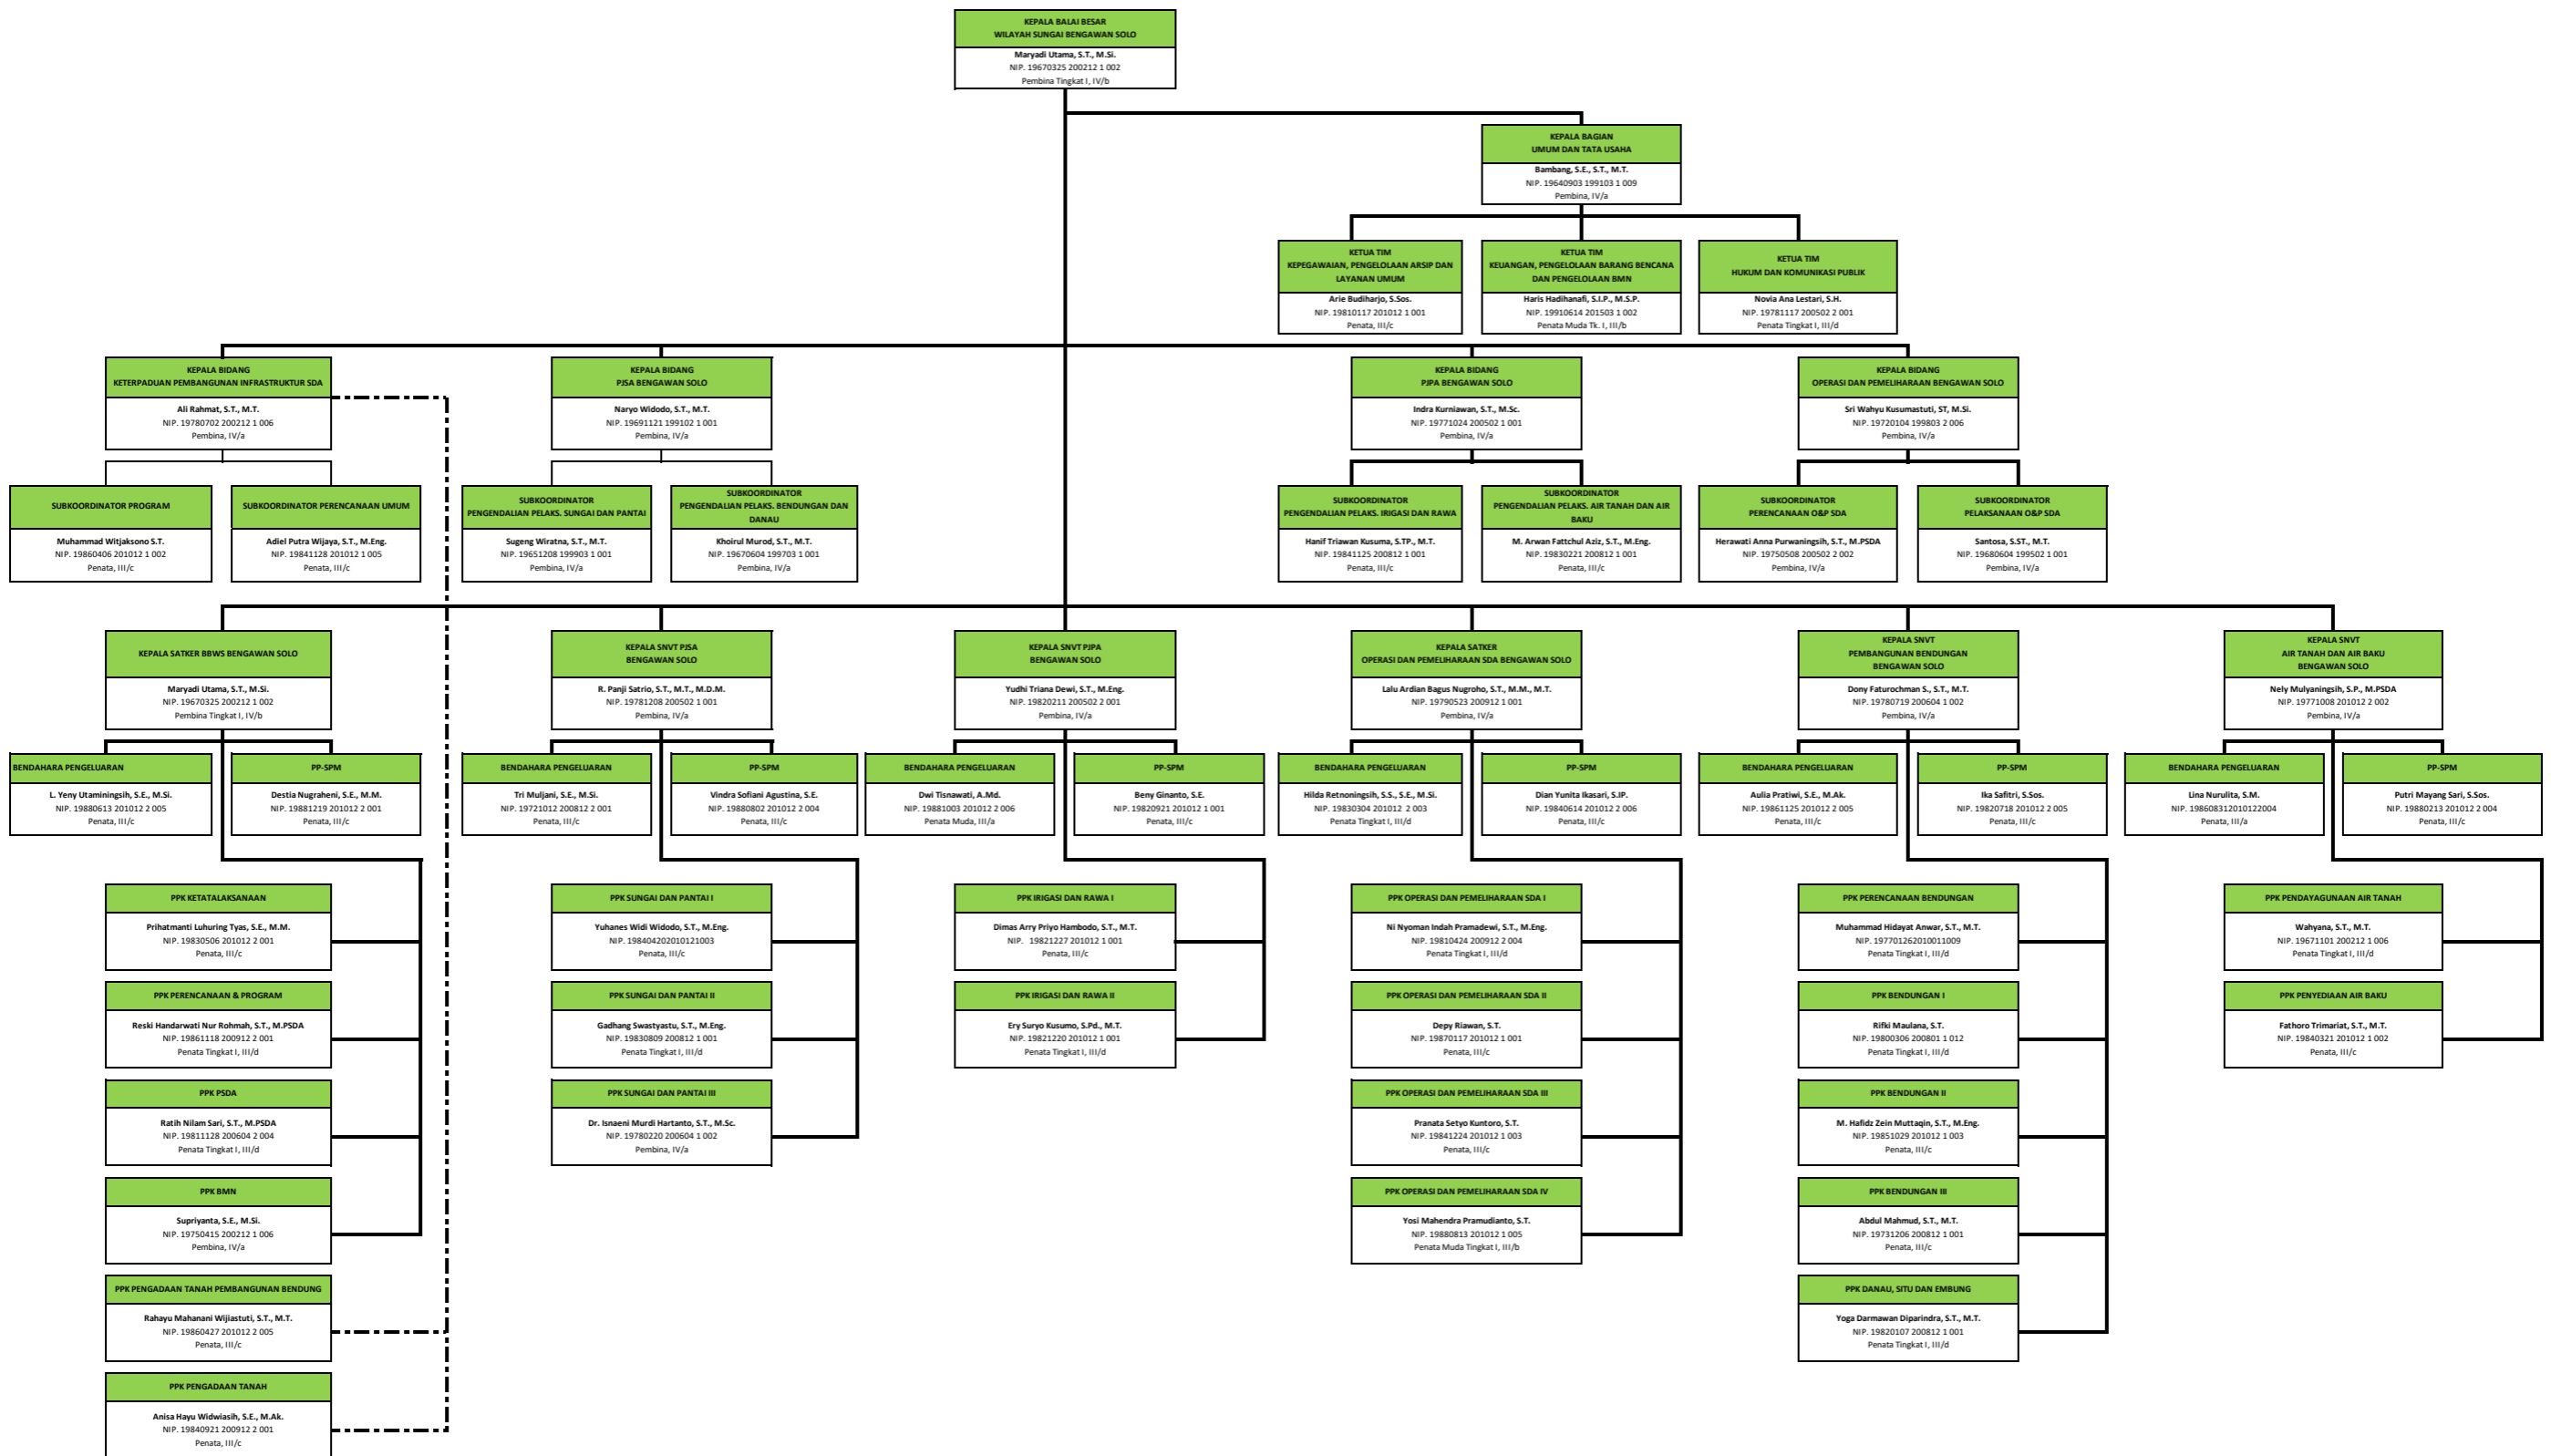 KEPALA BALAI BESAR
WILAYAH SUNGAI BENGAWAN SOLO
Maryadi Utama, S.T., M.Si.
NIP. 19670325 200212 1 002
Pembina Tingkat I, IV/b
KEPALA BAGIAN
UMUM DAN TATA USAHA
Bambang, S.E., S.T., M.T.
NIP. 19640903 199103 1 009
Pembina, IV/a
KETUA TIM
KEPEGAWAIAN, PENGELOLAAN ARSIP DAN
LAYANAN UMUM
Arie Budiharjo, S.Sos.
NIP. 19810117 201012 1 001
Penata, III/c
KETUA TIM
KEUANGAN, PENGELOLAAN BARANG BENCANA
DAN PENGELOLAAN BMN
Haris Hadihanafi, S.I.P., M.S.P.
NIP. 19910614 201503 1 002
Penata Muda Tk. I, III/b
KETUA TIM
HUKUM DAN KOMUNIKASI PUBLIK
Novia Ana Lestari, S.H.
NIP. 19781117 200502 2 001
Penata Tingkat I, III/d
KEPALA BIDANG
KETERPADUAN PEMBANGUNAN INFRASTRUKTUR SDA
Ali Rahmat, S.T., M.T.
NIP. 19780702 200212 1 006
Pembina, IV/a
KEPALA BIDANG
PJSA BENGAWAN SOLO
Naryo Widodo, S.T., M.T.
NIP. 19691121 199102 1 001
Pembina, IV/a
KEPALA BIDANG
PJPA BENGAWAN SOLO
Indra Kurniawan, S.T., M.Sc.
NIP. 19771024 200502 1 001
Pembina, IV/a
KEPALA BIDANG
OPERASI DAN PEMELIHARAAN BENGAWAN SOLO
Sri Wahyu Kusumastuti, ST, M.Si.
NIP. 19720104 199803 2 006
Pembina, IV/a
SUBKOORDINATOR PROGRAM
Muhammad Witjaksono S.T.
NIP. 19860406 201012 1 002
Penata, III/c
SUBKOORDINATOR PERENCANAAN UMUM
Adiel Putra Wijaya, S.T., M.Eng.
NIP. 19841128 201012 1 005
Penata, III/c
SUBKOORDINATOR
PENGENDALIAN PELAKS. SUNGAI DAN PANTAI
Sugeng Wiratna, S.T., M.T.
NIP. 19651208 199903 1 001
Pembina, IV/a
SUBKOORDINATOR
PENGENDALIAN PELAKS. BENDUNGAN DAN
DANAU
Khoirul Murod, S.T., M.T.
NIP. 19670604 199703 1 001
Pembina, IV/a
SUBKOORDINATOR
PENGENDALIAN PELAKS. IRIGASI DAN RAWA
Hanif Triawan Kusuma, S.TP., M.T.
NIP. 19841125 200812 1 001
Penata, III/c
SUBKOORDINATOR
PENGENDALIAN PELAKS. AIR TANAH DAN AIR
BAKU
M. Arwan Fattchul Aziz, S.T., M.Eng.
NIP. 19830221 200812 1 001
Penata, III/c
SUBKOORDINATOR
PERENCANAAN O&P SDA
Herawati Anna Purwaningsih, S.T., M.PSDA
NIP. 19750508 200502 2 002
Pembina, IV/a
SUBKOORDINATOR
PELAKSANAAN O&P SDA
Santosa, S.ST., M.T.
NIP. 19680604 199502 1 001
Pembina, IV/a
KEPALA SATKER BBWS BENGAWAN SOLO
Maryadi Utama, S.T., M.Si.
NIP. 19670325 200212 1 002
Pembina Tingkat I, IV/b
KEPALA SNVT PJSA
BENGAWAN SOLO
R. Panji Satrio, S.T., M.T., M.D.M.
NIP. 19781208 200502 1 001
Pembina, IV/a
KEPALA SNVT PJPA
BENGAWAN SOLO
Yudhi Triana Dewi, S.T., M.Eng.
NIP. 19820211 200502 2 001
Pembina, IV/a
KEPALA SATKER
OPERASI DAN PEMELIHARAAN SDA BENGAWAN SOLO
Lalu Ardian Bagus Nugroho, S.T., M.M., M.T.
NIP. 19790523 200912 1 001
Pembina, IV/a
KEPALA SNVT
PEMBANGUNAN BENDUNGAN
BENGAWAN SOLO
Dony Faturochman S., S.T., M.T.
NIP. 19780719 200604 1 002
Pembina, IV/a
KEPALA SNVT
AIR TANAH DAN AIR BAKU
BENGAWAN SOLO
Nely Mulyaningsih, S.P., M.PSDA
NIP. 19771008 201012 2 002
Pembina, IV/a
BENDAHARA PENGELUARAN
L. Yeny Utaminingsih, S.E., M.Si.
NIP. 19880613 201012 2 005
Penata, III/c
PP-SPM
Destia Nugraheni, S.E., M.M.
NIP. 19881219 201012 2 001
Penata, III/c
BENDAHARA PENGELUARAN
Tri Muljani, S.E., M.Si.
NIP. 19721012 200812 2 001
Penata, III/c
PP-SPM
Vindra Sofiani Agustina, S.E.
NIP. 19880802 201012 2 004
Penata, III/c
BENDAHARA PENGELUARAN
Dwi Tisnawati, A.Md.
NIP. 19881003 201012 2 006
Penata Muda, III/a
PP-SPM
Beny Ginanto, S.E.
NIP. 19820921 201012 1 001
Penata, III/c
BENDAHARA PENGELUARAN
Hilda Retnoningsih, S.S., S.E., M.Si.
NIP. 19830304 201012 2 003
Penata Tingkat I, III/d
PP-SPM
Dian Yunita Ikasari, S.IP.
NIP. 19840614 201012 2 006
Penata, III/c
BENDAHARA PENGELUARAN
Aulia Pratiwi, S.E., M.Ak.
NIP. 19861125 201012 2 005
Penata, III/c
PP-SPM
Ika Safitri, S.Sos.
NIP. 19820718 201012 2 005
Penata, III/c
BENDAHARA PENGELUARAN
Lina Nurulita, S.M.
NIP. 198608312010122004
Penata, III/a
PP-SPM
Putri Mayang Sari, S.Sos.
NIP. 19880213 201012 2 004
Penata, III/c
PPK KETATALAKSANAAN
Prihatmanti Luhuring Tyas, S.E., M.M.
NIP. 19830506 201012 2 001
Penata, III/c
PPK SUNGAI DAN PANTAI I
Yuhanes Widi Widodo, S.T., M.Eng.
NIP. 198404202010121003
Penata, III/c
PPK IRIGASI DAN RAWA I
Dimas Arry Priyo Hambodo, S.T., M.T.
NIP. 19821227 201012 1 001
Penata, III/c
PPK OPERASI DAN PEMELIHARAAN SDA I
Ni Nyoman Indah Pramadewi, S.T., M.Eng.
NIP. 19810424 200912 2 004
Penata Tingkat I, III/d
PPK PERENCANAAN BENDUNGAN
Muhammad Hidayat Anwar, S.T., M.T.
NIP. 197701262010011009
Penata Tingkat I, III/d
PPK PENDAYAGUNAAN AIR TANAH
Wahyana, S.T., M.T.
NIP. 19671101 200212 1 006
Penata Tingkat I, III/d
PPK PERENCANAAN & PROGRAM
Reski Handarwati Nur Rohmah, S.T., M.PSDA
NIP. 19861118 200912 2 001
Penata Tingkat I, III/d
PPK SUNGAI DAN PANTAI II
Gadhang Swastyastu, S.T., M.Eng.
NIP. 19830809 200812 1 001
Penata Tingkat I, III/d
PPK IRIGASI DAN RAWA II
Ery Suryo Kusumo, S.Pd., M.T.
NIP. 19821220 201012 1 001
Penata Tingkat I, III/d
PPK OPERASI DAN PEMELIHARAAN SDA II
Depy Riawan, S.T.
NIP. 19870117 201012 1 001
Penata, III/c
PPK BENDUNGAN I
Rifki Maulana, S.T.
NIP. 19800306 200801 1 012
Penata Tingkat I, III/d
PPK PENYEDIAAN AIR BAKU
Fathoro Trimariat, S.T., M.T.
NIP. 19840321 201012 1 002
Penata, III/c
PPK PSDA
Ratih Nilam Sari, S.T., M.PSDA
NIP. 19811128 200604 2 004
Penata Tingkat I, III/d
PPK SUNGAI DAN PANTAI III
Dr. Isnaeni Murdi Hartanto, S.T., M.Sc.
NIP. 19780220 200604 1 002
Pembina, IV/a
PPK OPERASI DAN PEMELIHARAAN SDA III
Pranata Setyo Kuntoro, S.T.
NIP. 19841224 201012 1 003
Penata, III/c
PPK BENDUNGAN II
M. Hafidz Zein Muttaqin, S.T., M.Eng.
NIP. 19851029 201012 1 003
Penata, III/c
PPK BMN
Supriyanta, S.E., M.Si.
NIP. 19750415 200212 1 006
Pembina, IV/a
PPK OPERASI DAN PEMELIHARAAN SDA IV
Yosi Mahendra Pramudianto, S.T.
NIP. 19880813 201012 1 005
Penata Muda Tingkat I, III/b
PPK BENDUNGAN III
Abdul Mahmud, S.T., M.T.
NIP. 19731206 200812 1 001
Penata, III/c
PPK PENGADAAN TANAH PEMBANGUNAN BENDUNG
Rahayu Mahanani Wijiastuti, S.T., M.T.
NIP. 19860427 201012 2 005
Penata, III/c
PPK DANAU, SITU DAN EMBUNG
Yoga Darmawan Diparindra, S.T., M.T.
NIP. 19820107 200812 1 001
Penata Tingkat I, III/d
PPK PENGADAAN TANAH
Anisa Hayu Widwiasih, S.E., M.Ak.
NIP. 19840921 200912 2 001
Penata, III/c